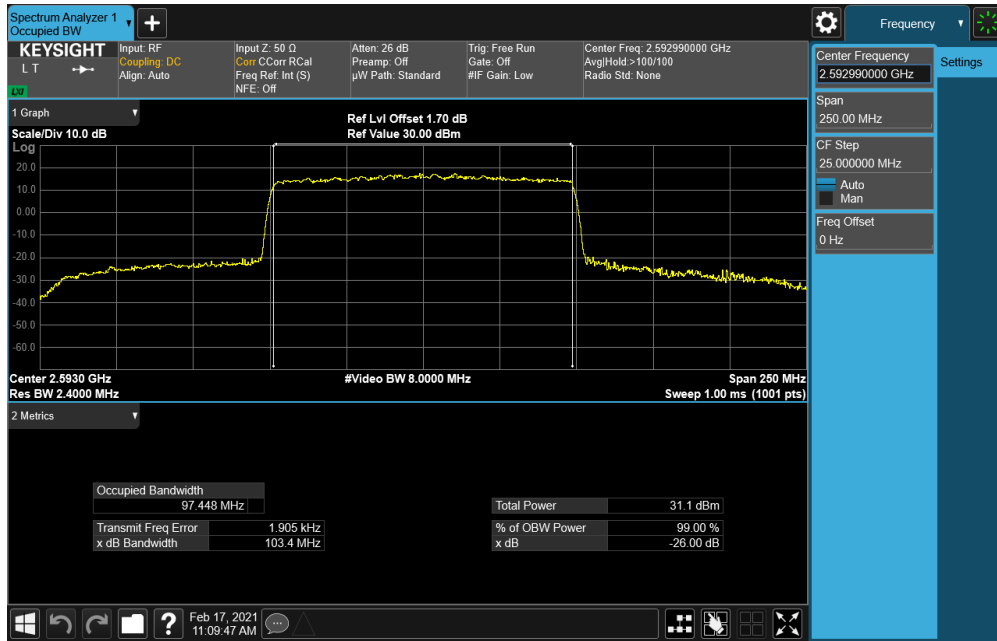 Spectrum Analyzer 1
Occupied BW
Frequency
KEYSIGHT
L T
LXI
Input: RF
Coupling: DC
Align: Auto
Input Z: 50 Ω
Corr CCorr RCal
Freq Ref: Int (S)
NFE: Off
Atten: 26 dB
Preamp: Off
µW Path: Standard
Trig: Free Run
Gate: Off
#IF Gain: Low
Center Freq: 2.592990000 GHz
Avg|Hold:>100/100
Radio Std: None
Center Frequency
2.592990000 GHz
Settings
Span
250.00 MHz
CF Step
25.000000 MHz
Auto
Man
Freq Offset
0 Hz
1 Graph
Scale/Div 10.0 dB
Ref Lvl Offset 1.70 dB
Ref Value 30.00 dBm
Log
20.0
10.0
0.00
-10.0
-20.0
-30.0
-40.0
-50.0
-60.0
Center 2.5930 GHz
#Video BW 8.0000 MHz
Span 250 MHz
Res BW 2.4000 MHz
Sweep 1.00 ms (1001 pts)
2 Metrics
Occupied Bandwidth
97.448 MHz
Total Power 31.1 dBm
Transmit Freq Error 1.905 kHz
% of OBW Power 99.00 %
x dB Bandwidth 103.4 MHz
x dB -26.00 dB
Feb 17, 2021
11:09:47 AM